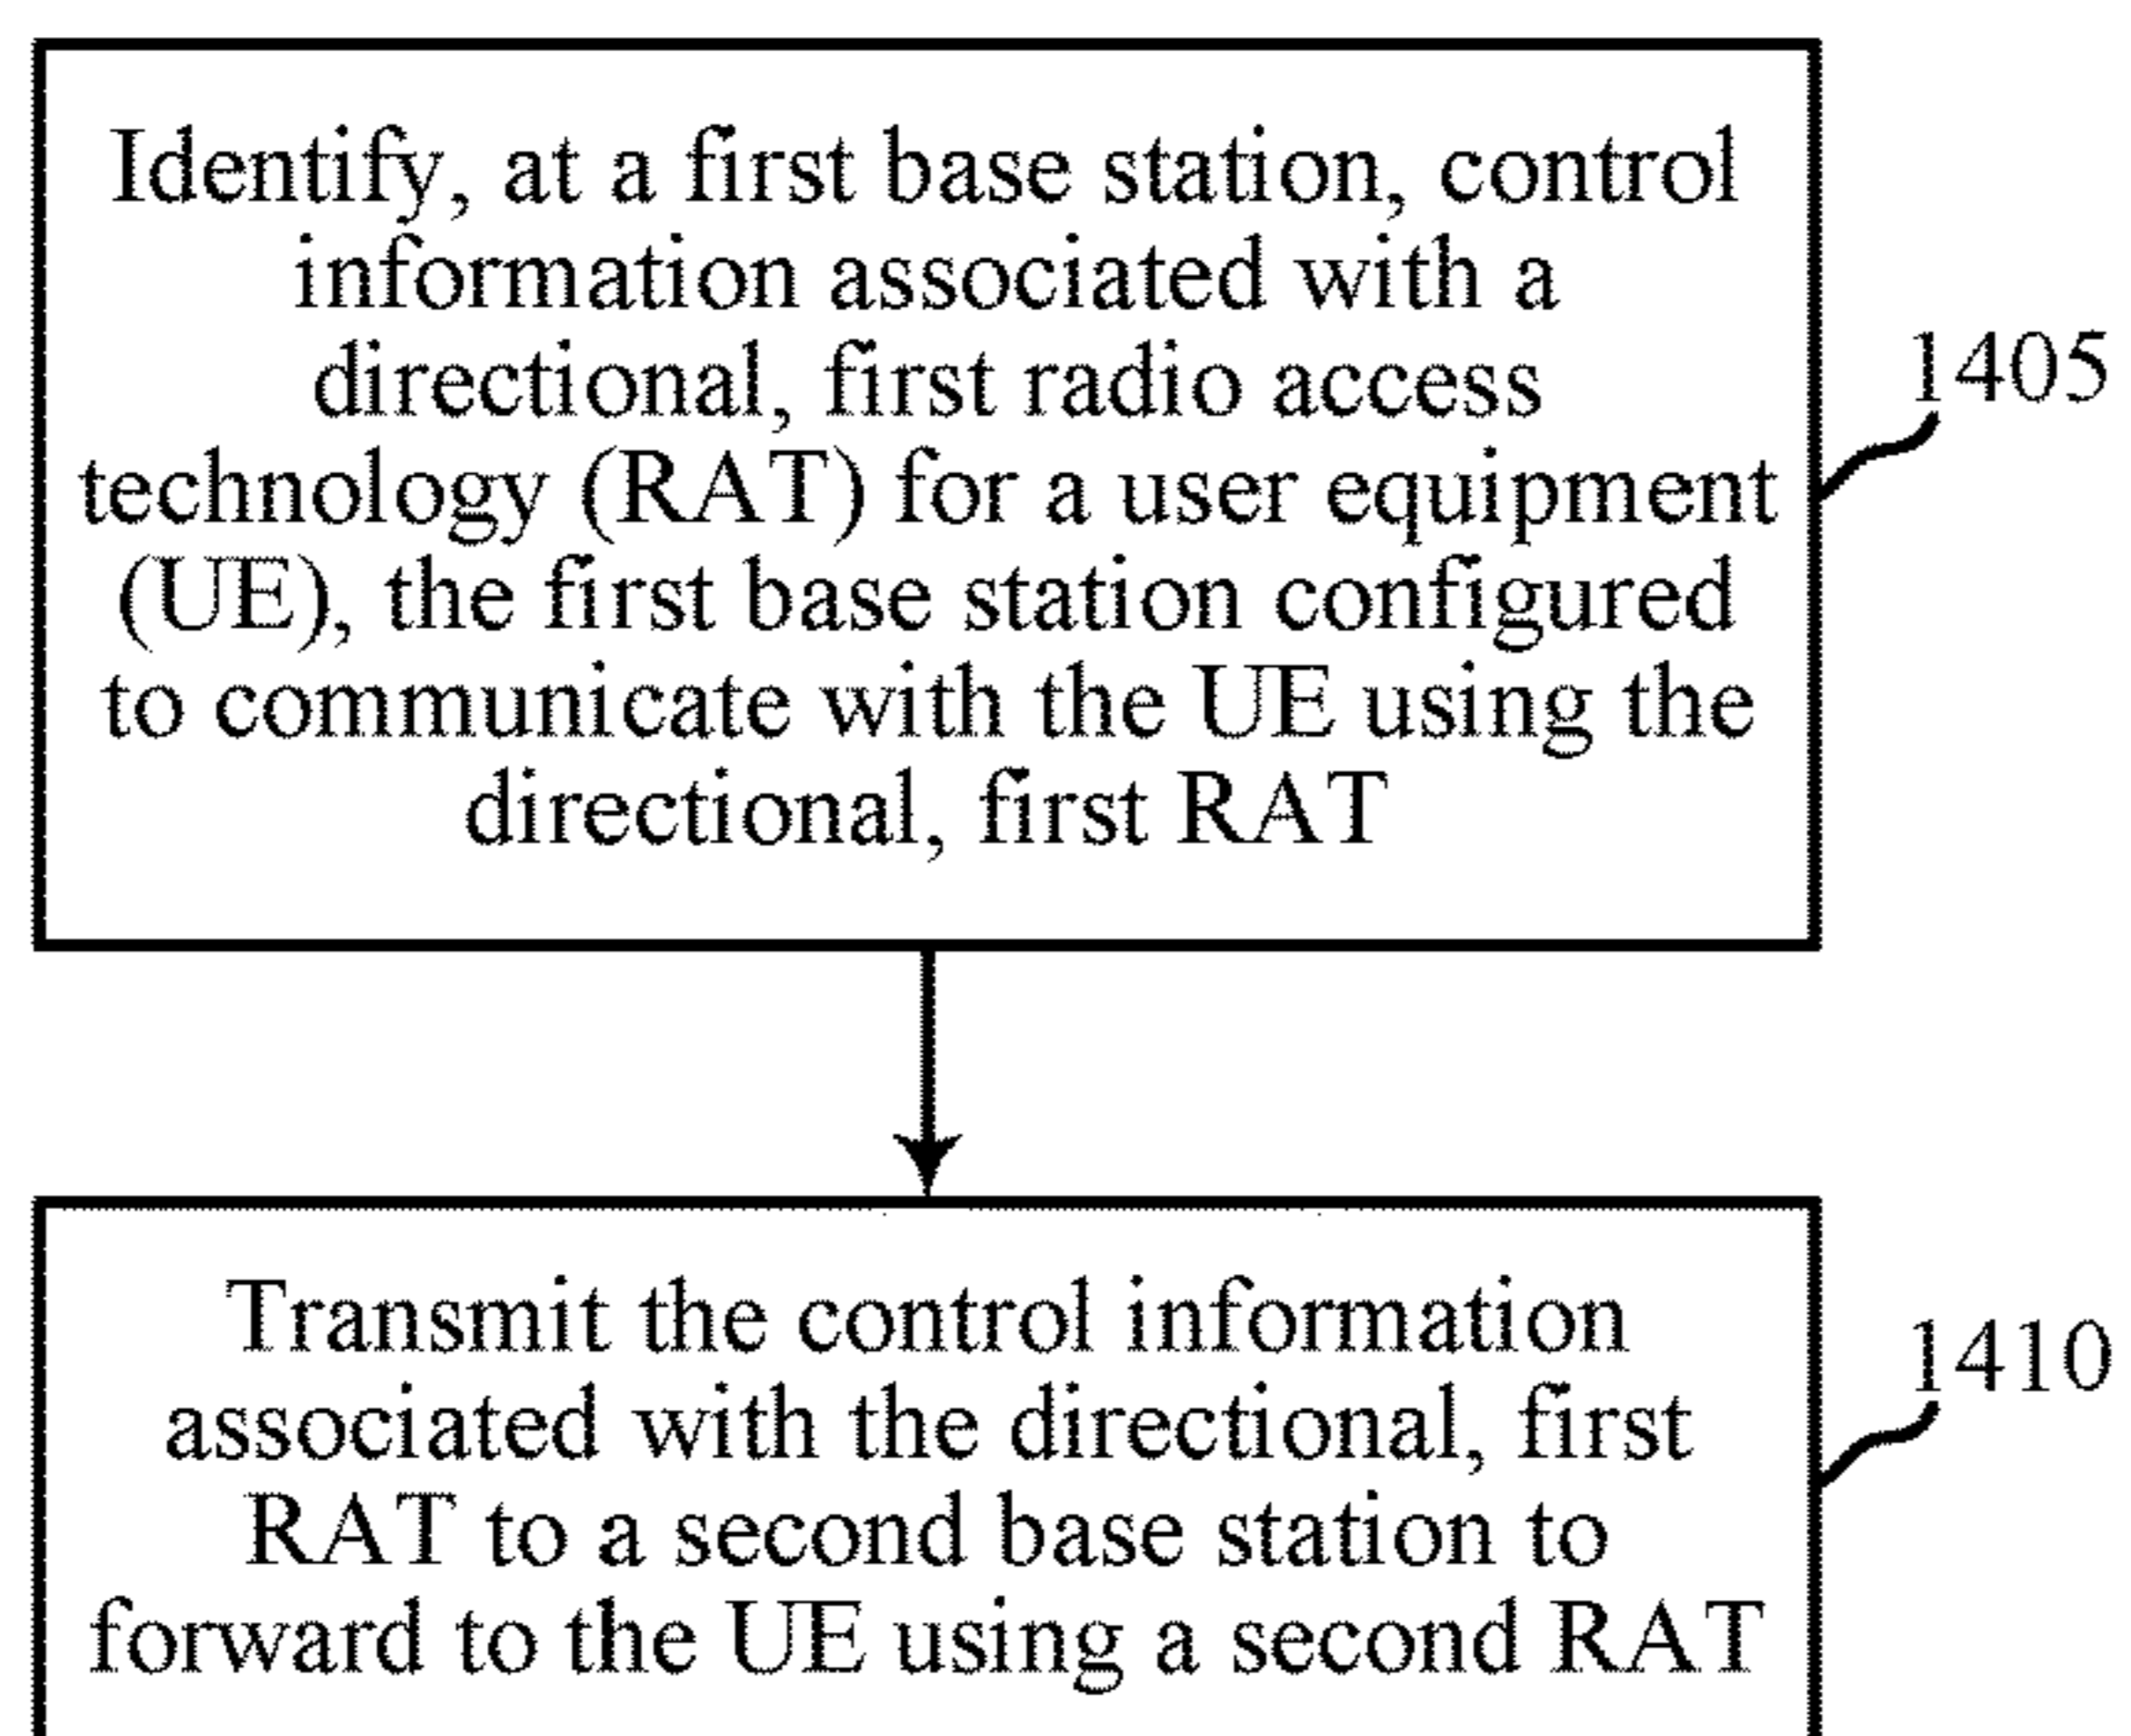 Identify, at a first base station, control
information associated with a
directional, first radio access
technology (RAT) for a user equipment
(UE), the first base station configured
to communicate with the UE using the
directional, first RAT
1405
Transmit the control information
associated with the directional, first
RAT to a second base station to
forward to the UE using a second RAT
1410